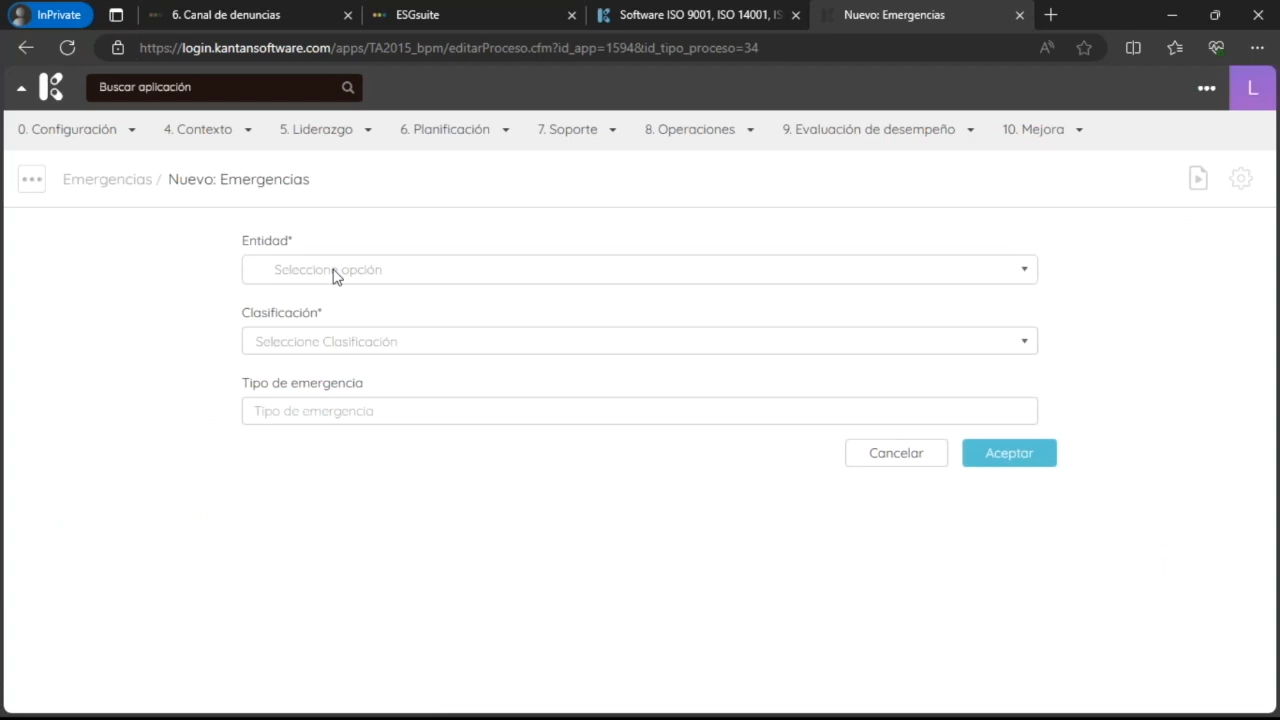 InPrivate
6. Canal de denuncias
ESGsuite
Software ISO 9001, ISO 14001, IS
Nuevo: Emergencias
https://login.kantansoftware.com/apps/TA2015_bpm/editarProceso.cfm?id_app=1594&id_tipo_proceso=34
Buscar aplicación
L
0. Configuración 4. Contexto 5. Liderazgo 6. Planificación 7. Soporte 8. Operaciones 9. Evaluación de desempeño 10. Mejora
Emergencias / Nuevo: Emergencias
Entidad*
Seleccione opción
Clasificación*
Seleccione Clasificación
Tipo de emergencia
Tipo de emergencia
Cancelar Aceptar